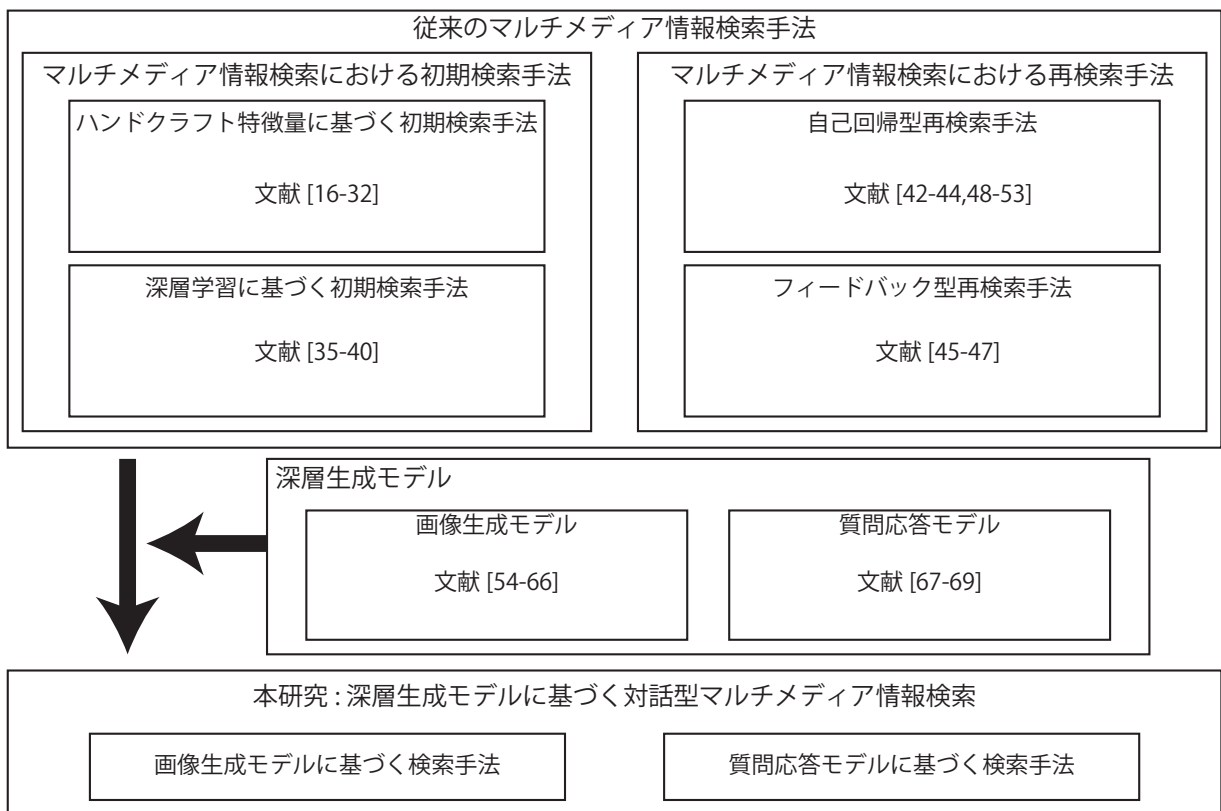 従来のマルチメディア情報検索手法
マルチメディア情報検索における初期検索手法
ハンドクラフト特徴量に基づく初期検索手法
文献 [16-32]
深層学習に基づく初期検索手法
文献 [35-40]
マルチメディア情報検索における再検索手法
自己回帰型再検索手法
文献 [42-44,48-53]
フィードバック型再検索手法
文献 [45-47]
深層生成モデル
画像生成モデル
文献 [54-66]
質問応答モデル
文献 [67-69]
本研究 : 深層生成モデルに基づく対話型マルチメディア情報検索
画像生成モデルに基づく検索手法
質問応答モデルに基づく検索手法